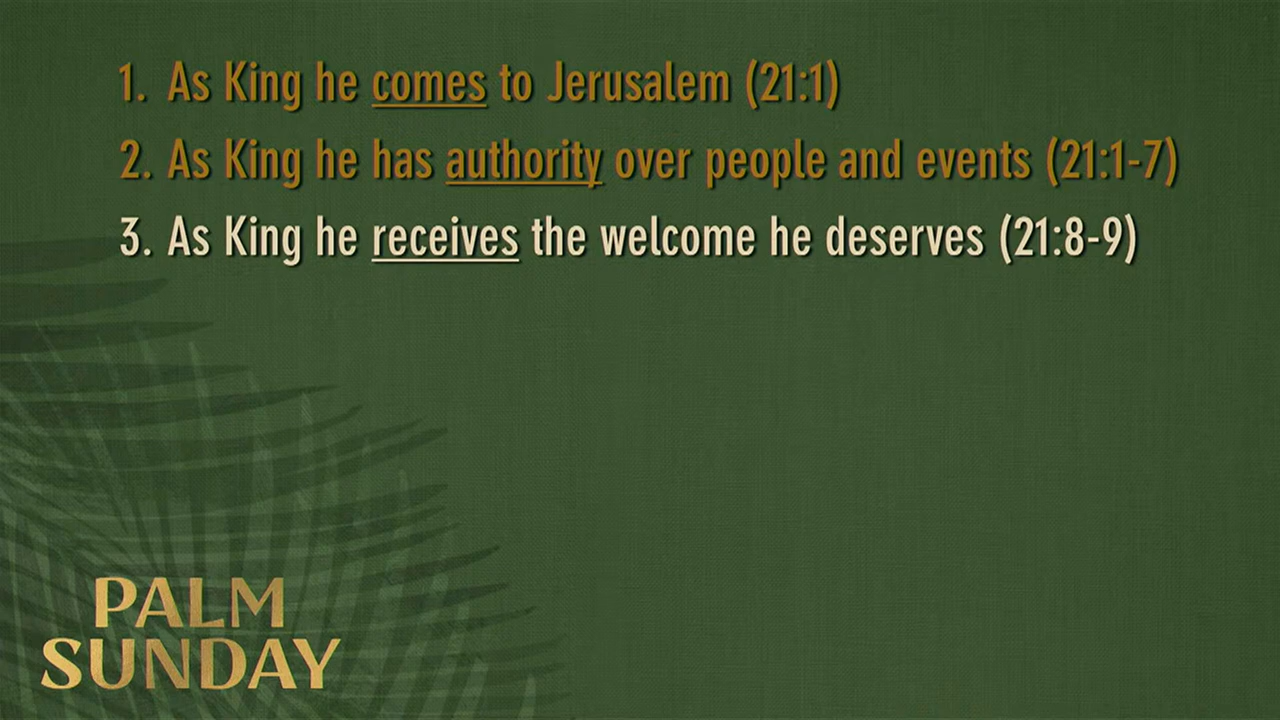 1. As King he comes to Jerusalem (21:1)
2. As King he has authority over people and events (21:1-7)
3. As King he receives the welcome he deserves (21:8-9)
PALM
SUNDAY